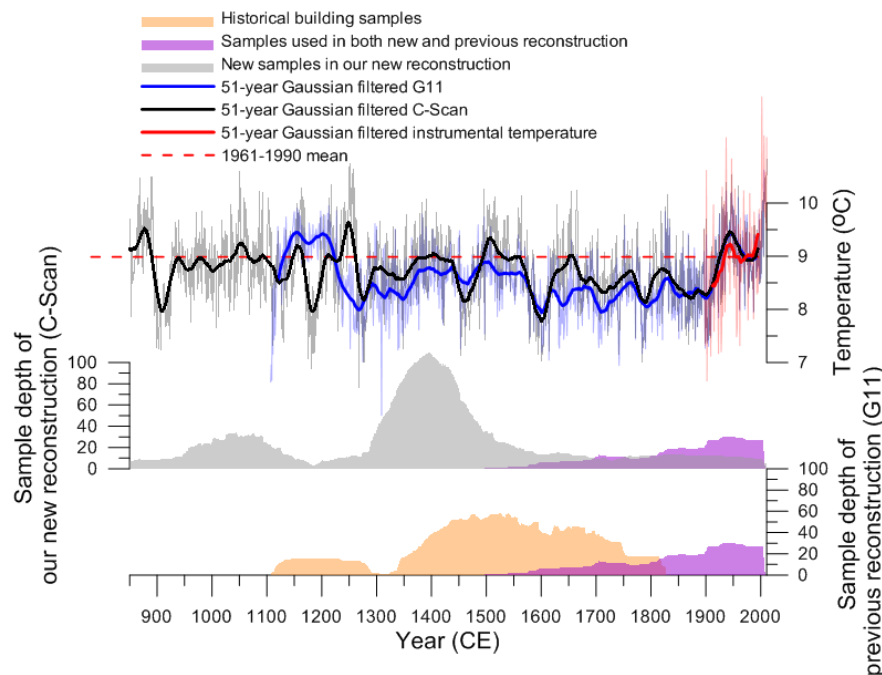 Historical building samples
Samples used in both new and previous reconstruction
New samples in our new reconstruction
51-year Gaussian filtered G11
51-year Gaussian filtered C-Scan
51-year Gaussian filtered instrumental temperature
1961-1990 mean
10
9
8
7
Temperature (ºC)
100
80
60
40
20
0
Sample depth of
our new reconstruction (C-Scan)
100
80
60
40
20
0
Sample depth of
previous reconstruction (G11)
900 1000 1100 1200 1300 1400 1500 1600 1700 1800 1900 2000
Year (CE)